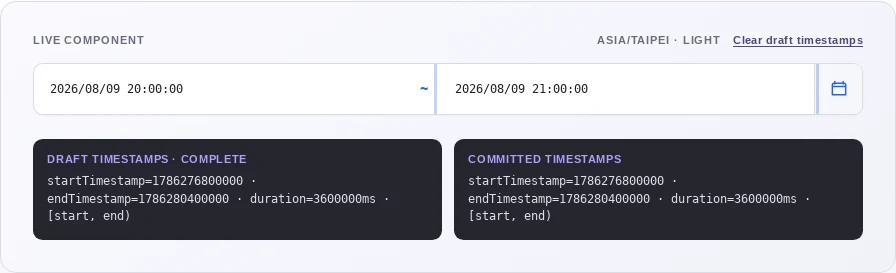 LIVE COMPONENT
ASIA/TAIPEI · LIGHT Clear draft timestamps
2026/08/09 20:00:00 ~ 2026/08/09 21:00:00
DRAFT TIMESTAMPS · COMPLETE
startTimestamp=1786276800000 ·
endTimestamp=1786280400000 · duration=3600000ms ·
[start, end)
COMMITTED TIMESTAMPS
startTimestamp=1786276800000 ·
endTimestamp=1786280400000 · duration=3600000ms ·
[start, end)